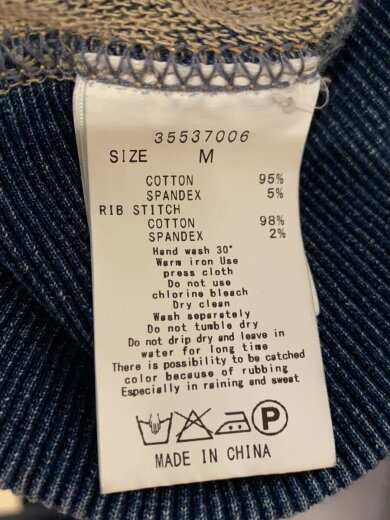 35537006
SIZE M
COTTON 95%
SPANDEX 5%
RIB STITCH
COTTON 98%
SPANDEX 2%
Hand wash 30°
Warm iron Use
press cloth
Do not use
chlorine bleach
Dry clean
Wash separately
Do not tumble dry
Do not drip dry and leave in
water for long time
There is possibility to be catched
color because of rubbing
Especially in raining and sweat
P
MADE IN CHINA